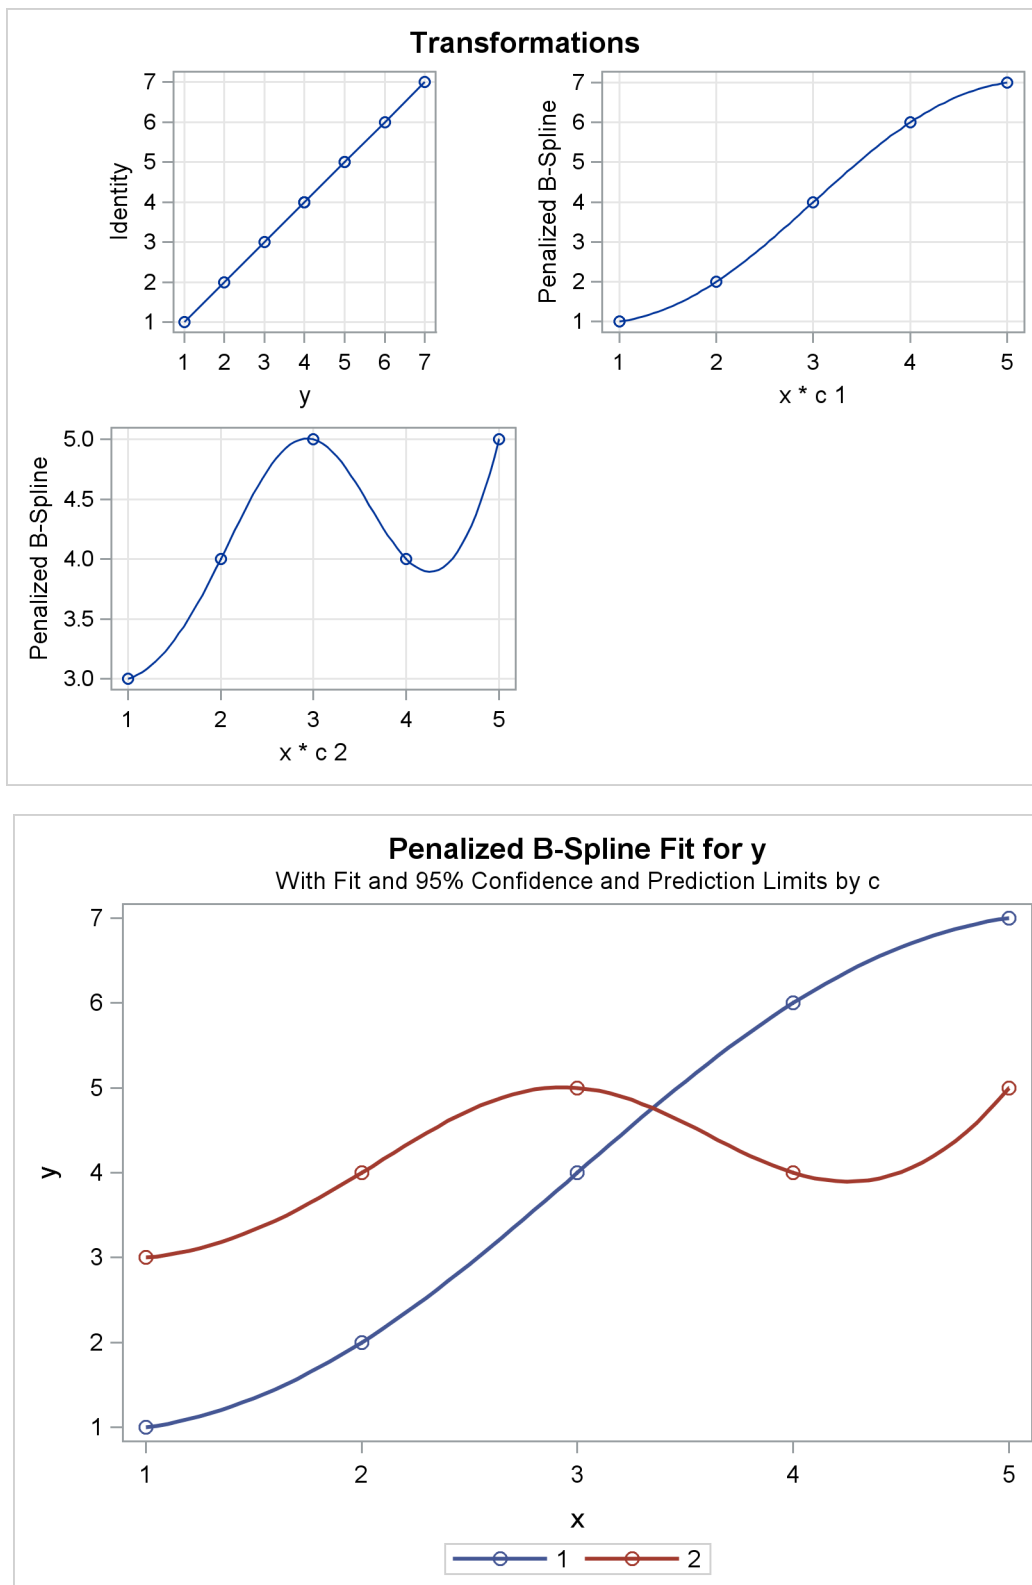 Transformations
7
6
5
4
3
2
1
Identity
1 2 3 4 5 6 7
y
7
6
5
4
3
2
1
Penalized B-Spline
1 2 3 4 5
x * c 1
5.0
4.5
4.0
3.5
3.0
Penalized B-Spline
1 2 3 4 5
x * c 2
Penalized B-Spline Fit for y
With Fit and 95% Confidence and Prediction Limits by c
7
6
5
4
3
2
1
y
1 2 3 4 5
x
1 2